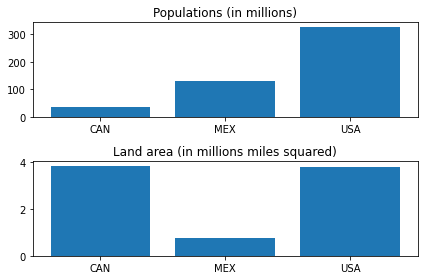 Populations (in millions)
300
200
100
0
CAN MEX USA
Land area (in millions miles squared)
4
2
0
CAN MEX USA